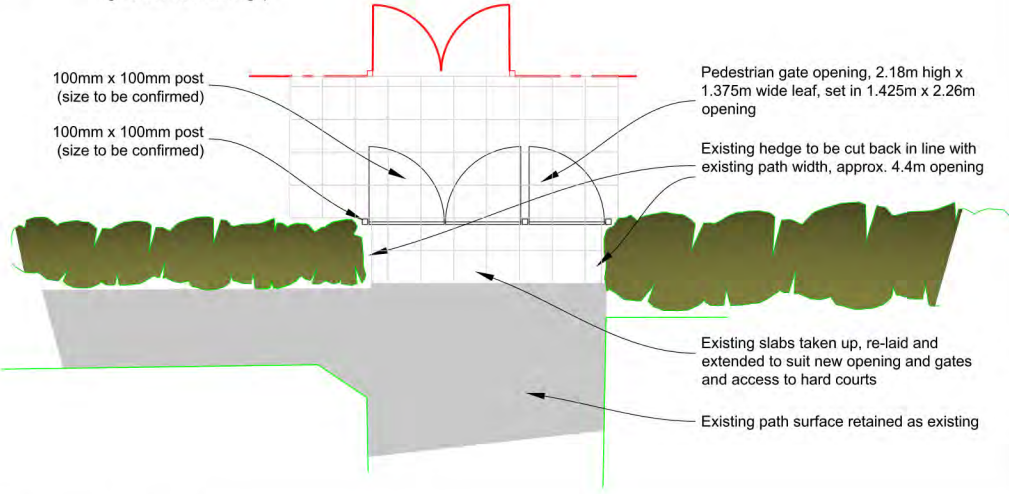 100mm x 100mm post
(size to be confirmed)
100mm x 100mm post
(size to be confirmed)
Pedestrian gate opening, 2.18m high x
1.375m wide leaf, set in 1.425m x 2.26m
opening
Existing hedge to be cut back in line with
existing path width, approx. 4.4m opening
Existing slabs taken up, re-laid and
extended to suit new opening and gates
and access to hard courts
Existing path surface retained as existing